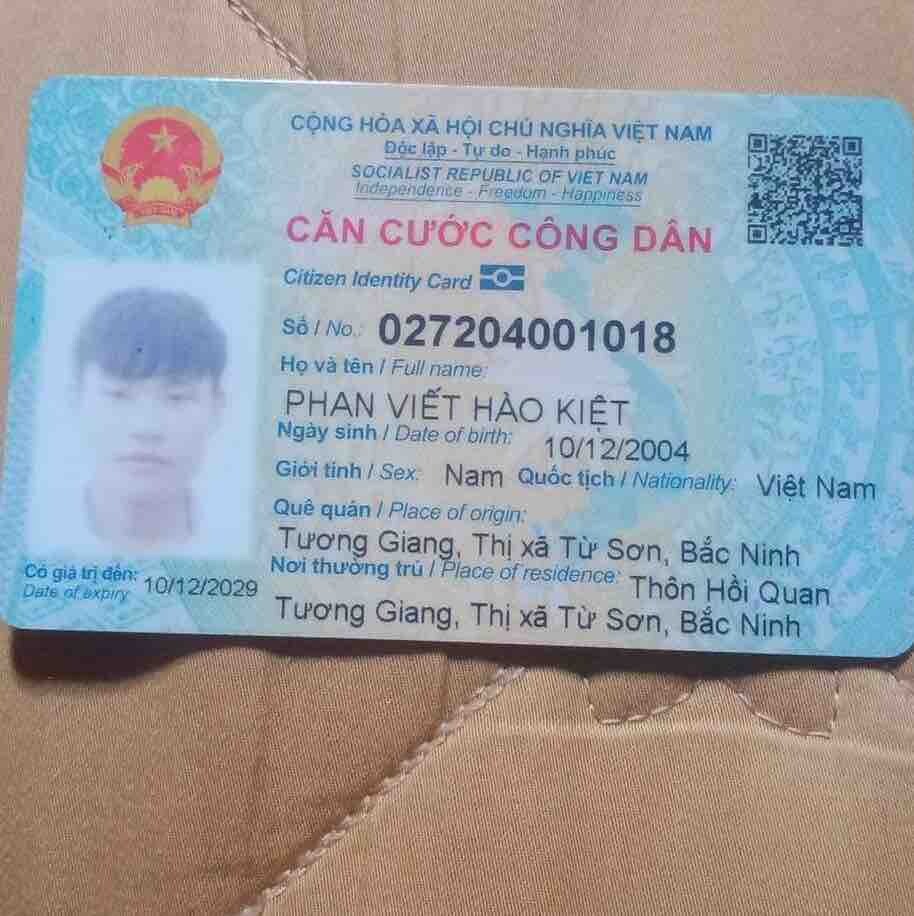 CỘNG HÒA XÃ HỘI CHỦ NGHĨA VIỆT NAM
Độc lập - Tự do - Hạnh phúc
SOCIALIST REPUBLIC OF VIET NAM
Independence - Freedom - Happiness
CĂN CƯỚC CÔNG DÂN
Citizen Identity Card
Số / No.: 027204001018
Họ và tên / Full name:
PHAN VIẾT HÀO KIỆT
Ngày sinh / Date of birth: 10/12/2004
Giới tính / Sex: Nam Quốc tịch / Nationality: Việt Nam
Quê quán / Place of origin:
Tương Giang, Thị xã Từ Sơn, Bắc Ninh
Nơi thường trú / Place of residence: Thôn Hồi Quan
Tương Giang, Thị xã Từ Sơn, Bắc Ninh
Có giá trị đến: 10/12/2029
Date of expiry